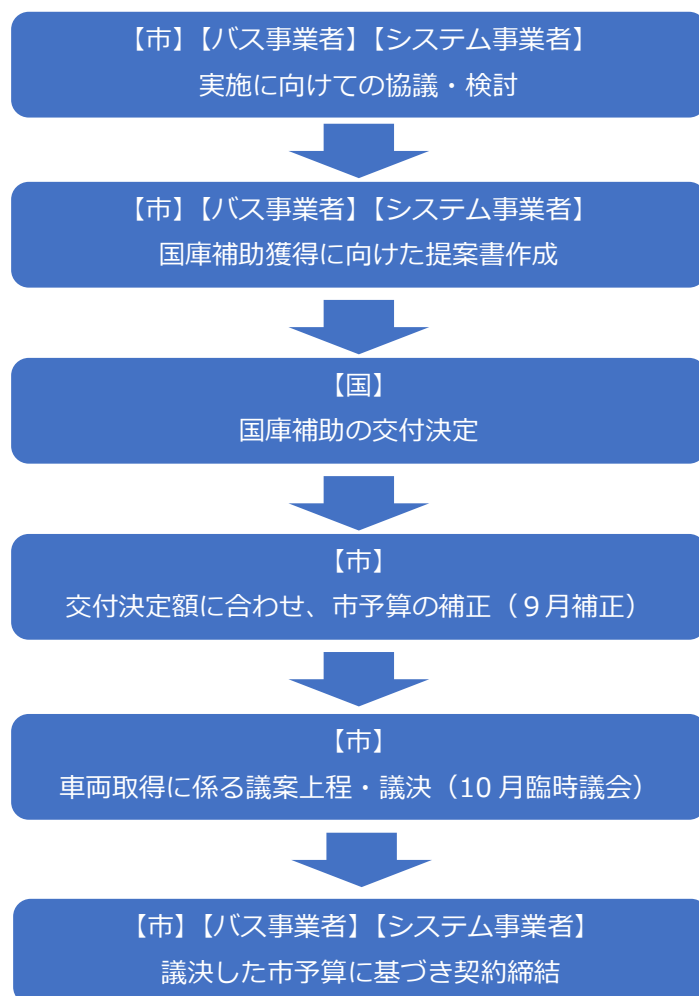 【市】【バス事業者】【システム事業者】
実施に向けての協議・検討
【市】【バス事業者】【システム事業者】
国庫補助獲得に向けた提案書作成
【国】
国庫補助の交付決定
【市】
交付決定額に合わせ、市予算の補正（９月補正）
【市】
車両取得に係る議案上程・議決（10 月臨時議会）
【市】【バス事業者】【システム事業者】
議決した市予算に基づき契約締結